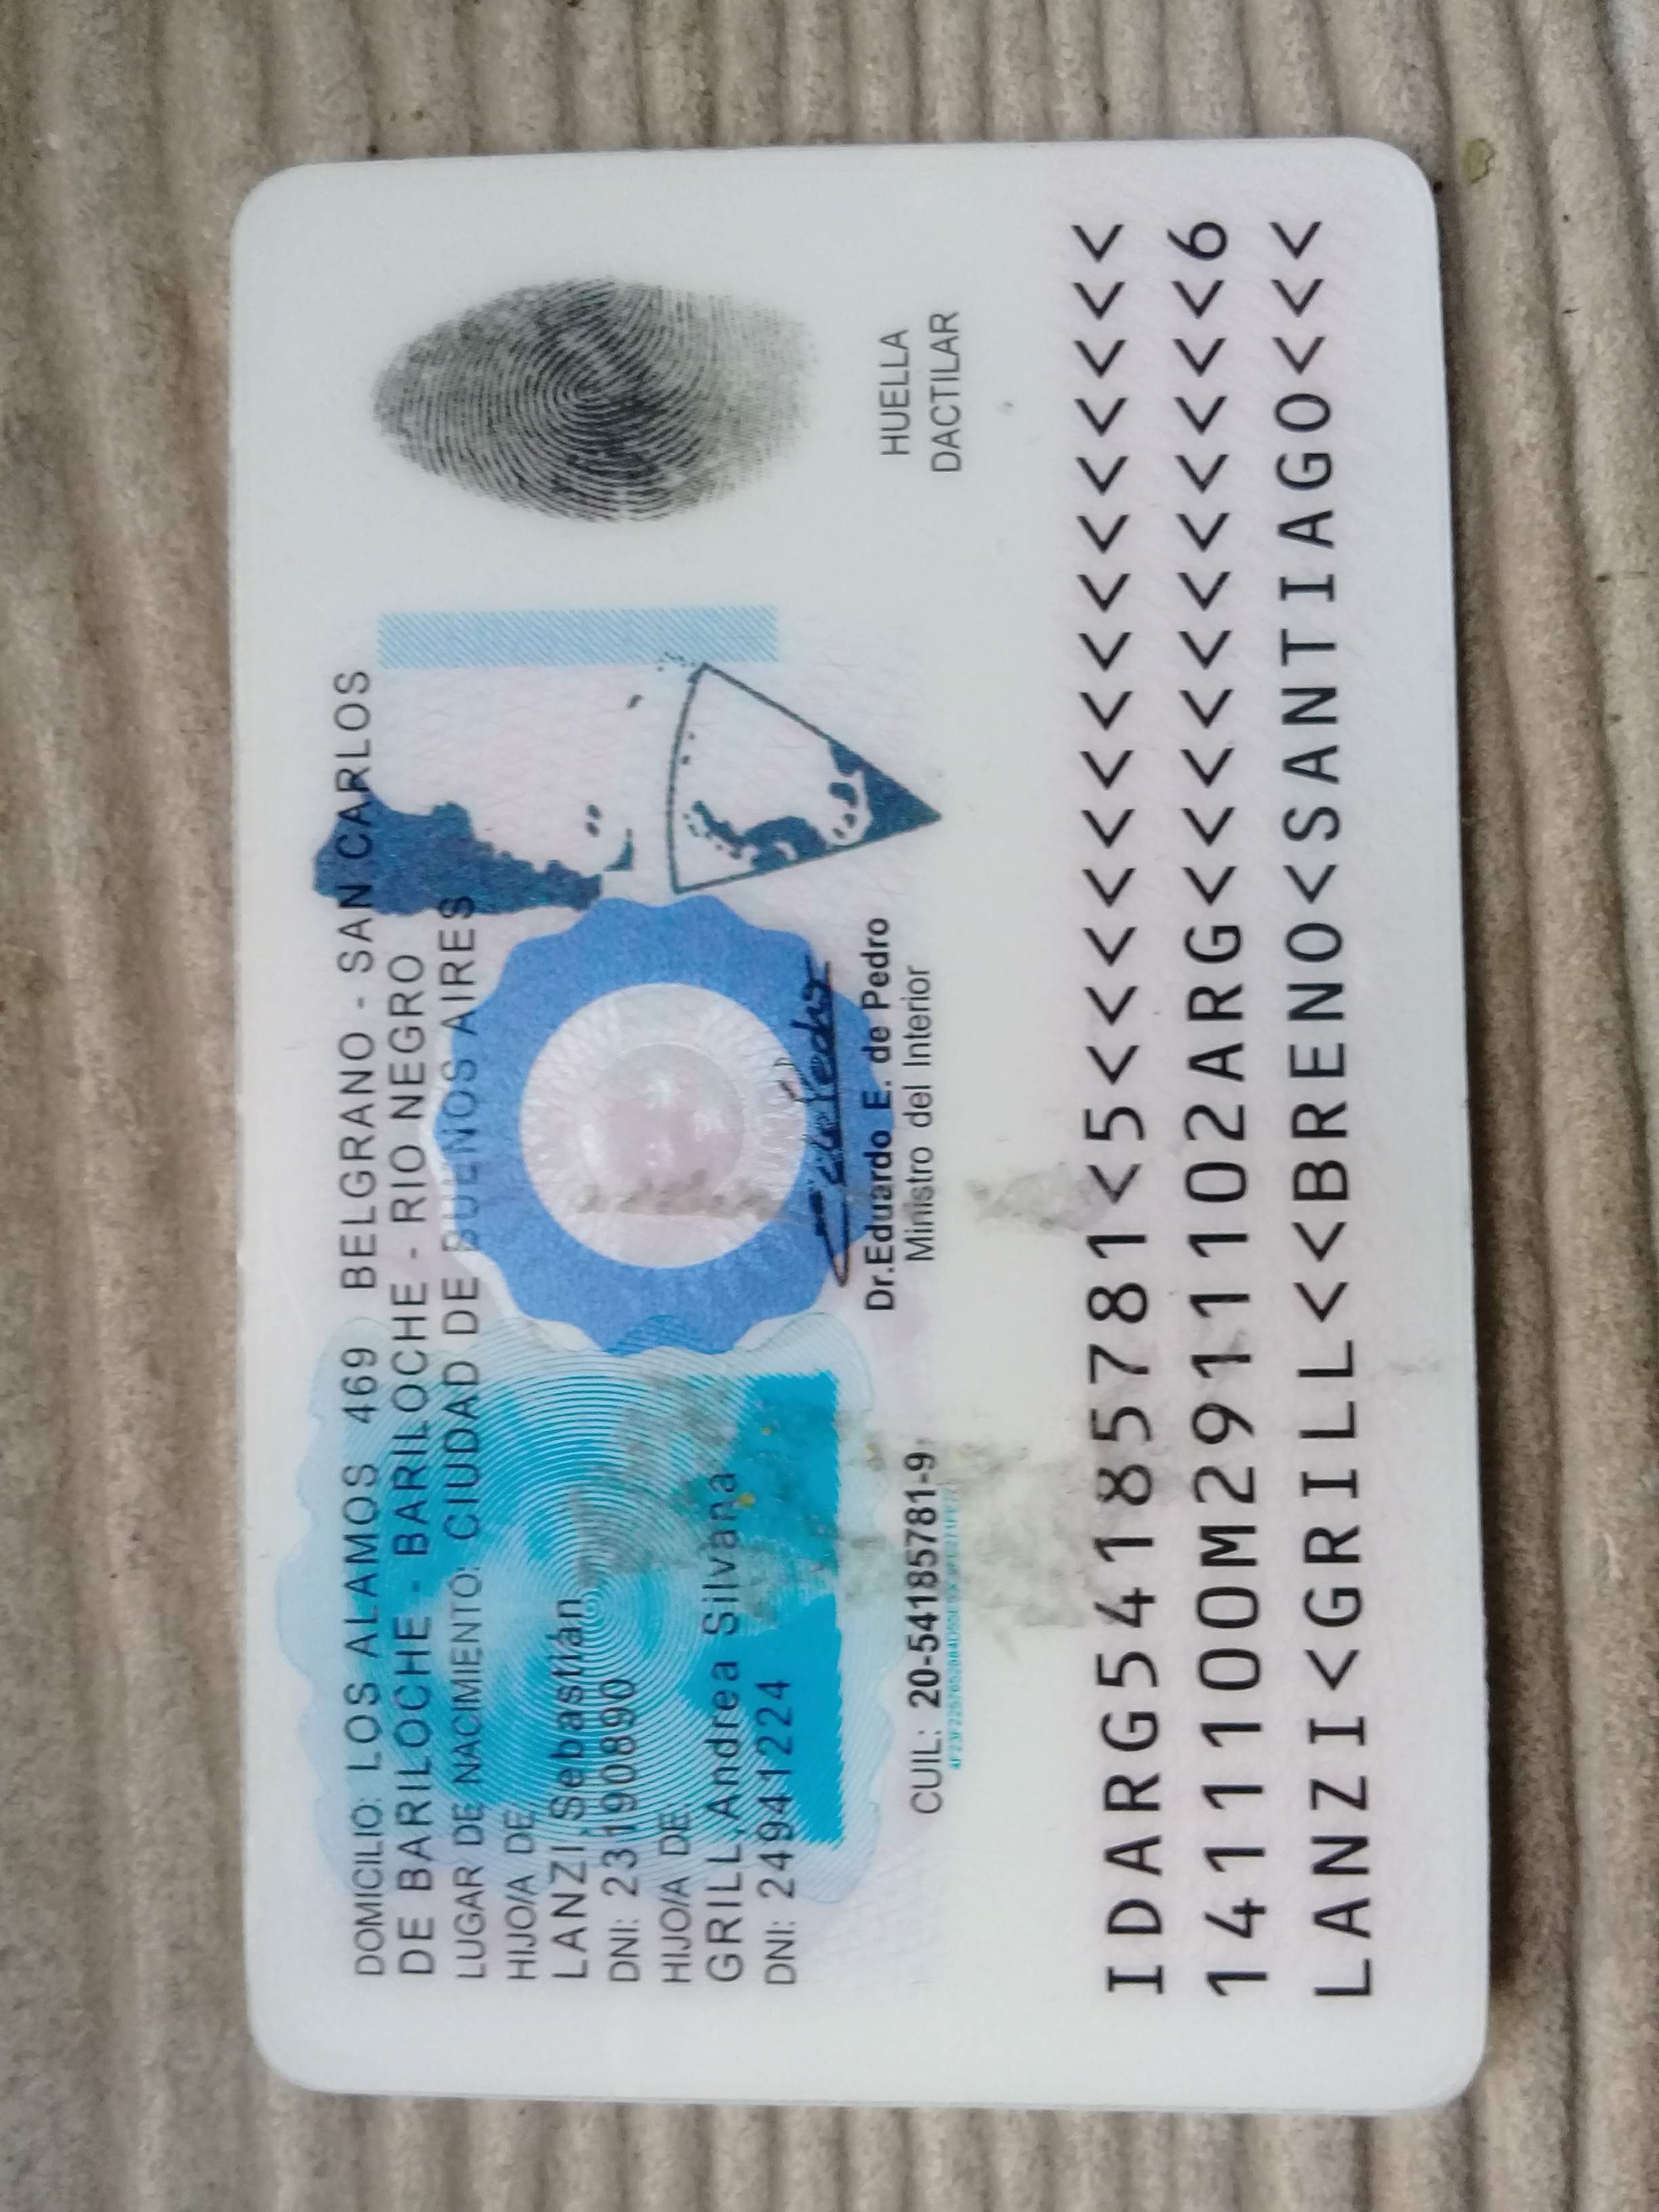 DOMICILIO: LOS ALAMOS 469 BELGRANO - SAN CARLOS
DE BARILOCHE - BARILOCHE - RIO NEGRO
LUGAR DE NACIMIENTO: CIUDAD DE BUENOS AIRES
HIJO/A DE
LANZI, Sebastián
DNI: 23190890
HIJO/A DE
GRILL, Andrea Silvana
DNI: 24941224
Dr.Eduardo E. de Pedro
Ministro del Interior
HUELLA
DACTILAR
CUIL: 20-54185781-9
IDARG54185781<5<<<<<<<<<<<<<<<
1411100M2911102ARG<<<<<<<<<<<6
LANZI<GRILL<<BRENO<SANTIAGO<<<